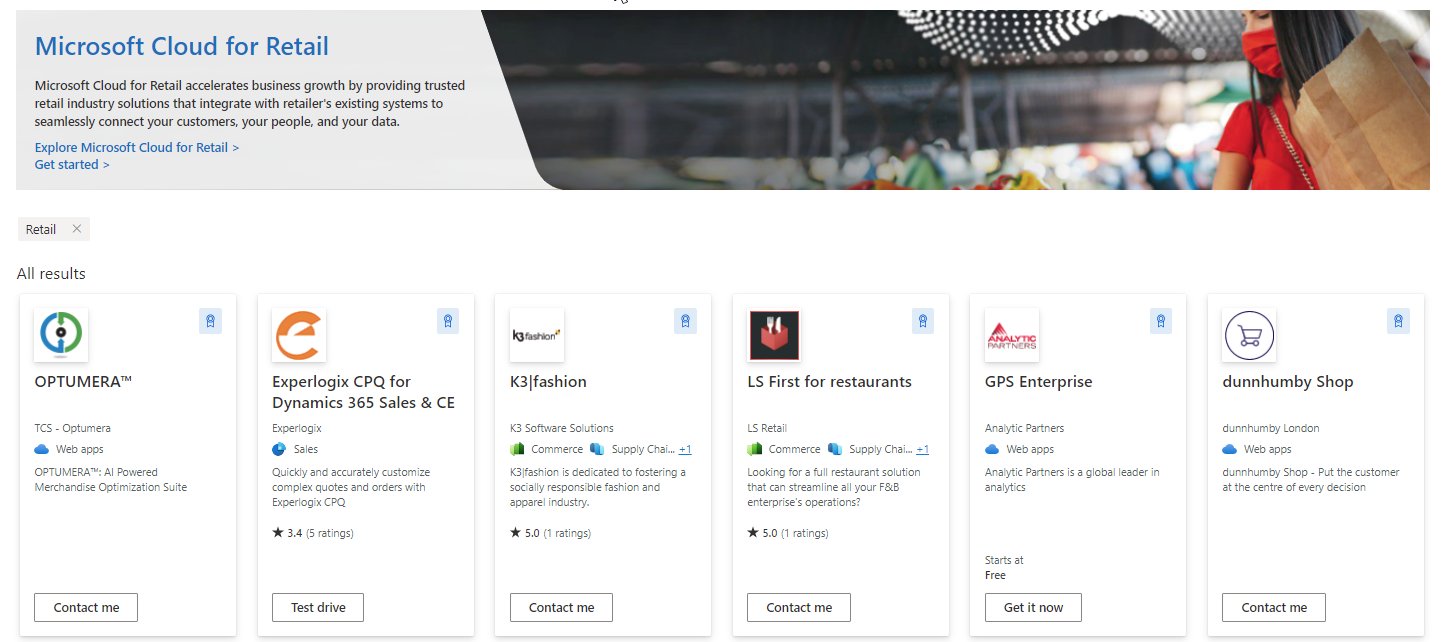 Microsoft Cloud for Retail
Microsoft Cloud for Retail accelerates business growth by providing trusted
retail industry solutions that integrate with retailer's existing systems to
seamlessly connect your customers, your people, and your data.
Explore Microsoft Cloud for Retail >
Get started >
Retail
All results
OPTUMERA™
TCS - Optumera
Web apps
OPTUMERA™: AI Powered
Merchandise Optimization Suite
Contact me
Experlogix CPQ for
Dynamics 365 Sales & CE
Experlogix
Sales
Quickly and accurately customize
complex quotes and orders with
Experlogix CPQ
3.4 (5 ratings)
Test drive
k3 fashion
K3|fashion
K3 Software Solutions
Commerce Supply Chai... +1
K3|fashion is dedicated to fostering a
socially responsible fashion and
apparel industry.
5.0 (1 ratings)
Contact me
LS First for restaurants
LS Retail
Commerce Supply Chai... +1
Looking for a full restaurant solution
that can streamline all your F&B
enterprise's operations?
5.0 (1 ratings)
Contact me
ANALYTIC
PARTNERS
GPS Enterprise
Analytic Partners
Web apps
Analytic Partners is a global leader in
analytics
Starts at
Free
Get it now
dunnhumby Shop
dunnhumby London
Web apps
dunnhumby Shop - Put the customer
at the centre of every decision
Contact me